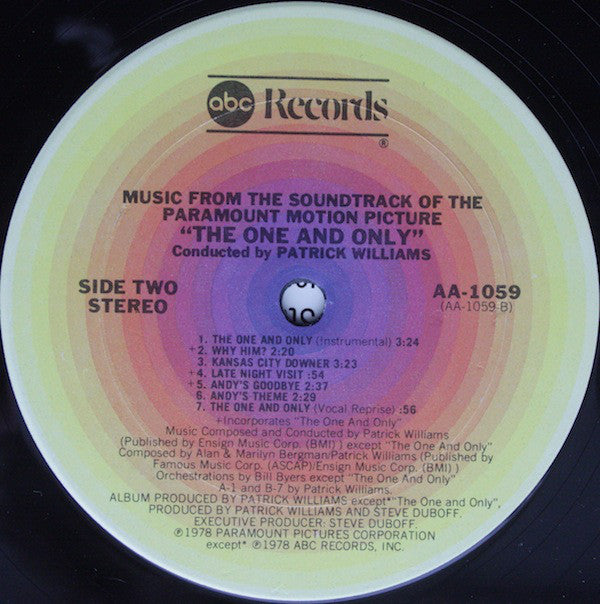 abc Records
®
MUSIC FROM THE SOUNDTRACK OF THE
PARAMOUNT MOTION PICTURE
"THE ONE AND ONLY"
Conducted by PATRICK WILLIAMS
SIDE TWO
STEREO
AA-1059
(AA-1059-B)
1. THE ONE AND ONLY (Instrumental) 3:24
+2. WHY HIM? 2:20
3. KANSAS CITY DOWNER 3:23
+4. LATE NIGHT VISIT :54
+5. ANDY'S GOODBYE 2:37
6. ANDY'S THEME 2:29
7. THE ONE AND ONLY (Vocal Reprise) :56
+Incorporates "The One And Only"
Music Composed and Conducted by Patrick Williams
(Published by Ensign Music Corp. (BMI) ) except "The One And Only"
Composed by Alan & Marilyn Bergman/Patrick Williams (Published by
Famous Music Corp. (ASCAP)/Ensign Music Corp. (BMI) )
Orchestrations by Bill Byers except "The One And Only"
A-1 and B-7 by Patrick Williams.
ALBUM PRODUCED BY PATRICK WILLIAMS except*"The One and Only",
PRODUCED BY PATRICK WILLIAMS AND STEVE DUBOFF.
EXECUTIVE PRODUCER: STEVE DUBOFF.
℗1978 PARAMOUNT PICTURES CORPORATION
except* ℗1978 ABC RECORDS, INC.